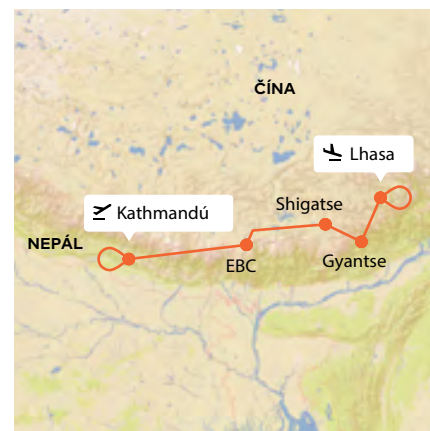 ČÍNA
Lhasa
Shigatse
Kathmandú
NEPÁL
EBC
Gyantse